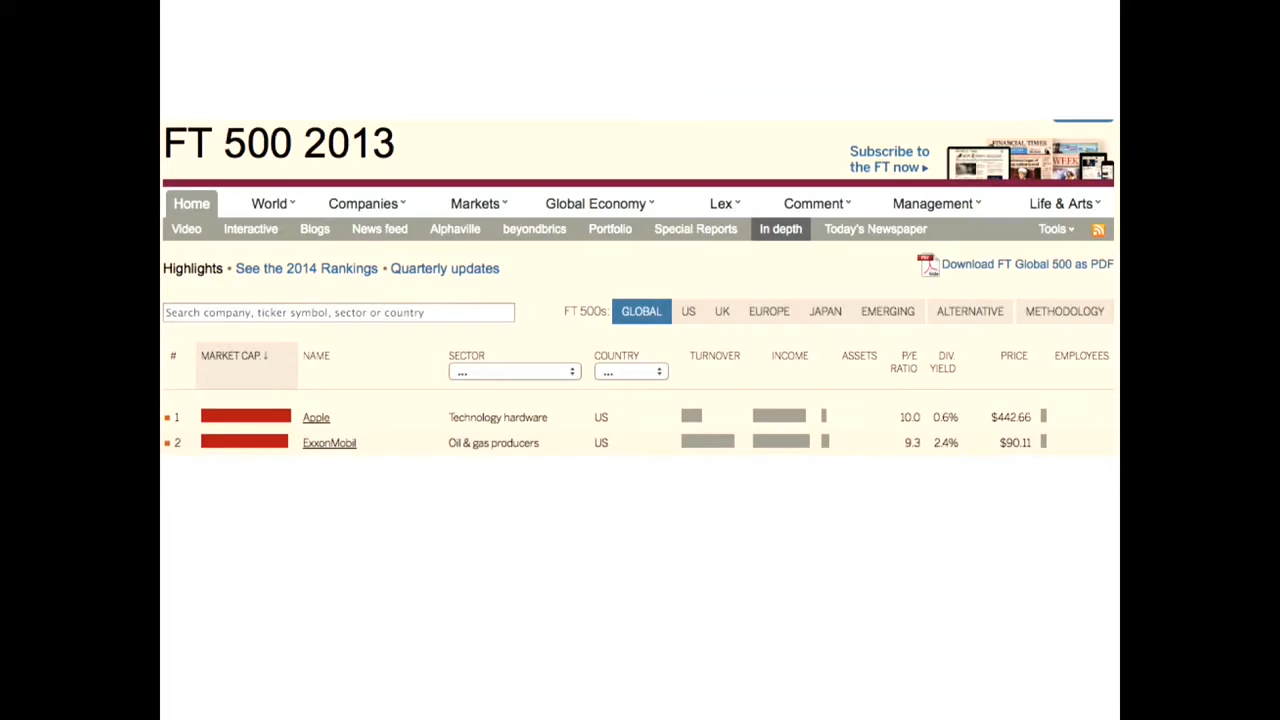 FT 500 2013
Subscribe to
the FT now
FINANCIAL TIMES
WEEK
Home World Companies Markets Global Economy Lex Comment Management Life & Arts
Video Interactive Blogs News feed Alphaville beyondbrics Portfolio Special Reports In depth Today's Newspaper Tools
Highlights • See the 2014 Rankings • Quarterly updates
Download FT Global 500 as PDF
Search company, ticker symbol, sector or country
FT 500s: GLOBAL US UK EUROPE JAPAN EMERGING ALTERNATIVE METHODOLOGY
# MARKET CAP. ↓ NAME SECTOR COUNTRY TURNOVER INCOME ASSETS P/E RATIO DIV. YIELD PRICE EMPLOYEES
... ...
1 Apple Technology hardware US 10.0 0.6% $442.66
2 ExxonMobil Oil & gas producers US 9.3 2.4% $90.11